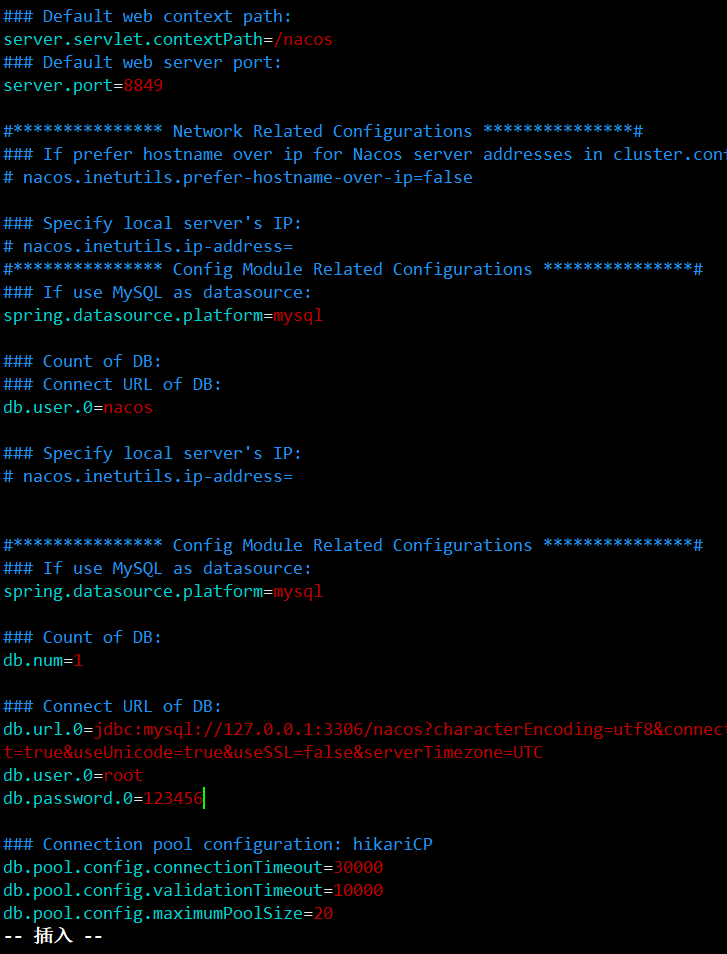 ### Default web context path:
server.servlet.contextPath=/nacos
### Default web server port:
server.port=8849
#*************** Network Related Configurations ***************#
### If prefer hostname over ip for Nacos server addresses in cluster.conf
# nacos.inetutils.prefer-hostname-over-ip=false
### Specify local server's IP:
# nacos.inetutils.ip-address=
#*************** Config Module Related Configurations ***************#
### If use MySQL as datasource:
spring.datasource.platform=mysql
### Count of DB:
### Connect URL of DB:
db.user.0=nacos
### Specify local server's IP:
# nacos.inetutils.ip-address=
#*************** Config Module Related Configurations ***************#
### If use MySQL as datasource:
spring.datasource.platform=mysql
### Count of DB:
db.num=1
### Connect URL of DB:
db.url.0=jdbc:mysql://127.0.0.1:3306/nacos?characterEncoding=utf8&connect
t=true&useUnicode=true&useSSL=false&serverTimezone=UTC
db.user.0=root
db.password.0=123456
### Connection pool configuration: hikariCP
db.pool.config.connectionTimeout=30000
db.pool.config.validationTimeout=10000
db.pool.config.maximumPoolSize=20
-- 插入 --